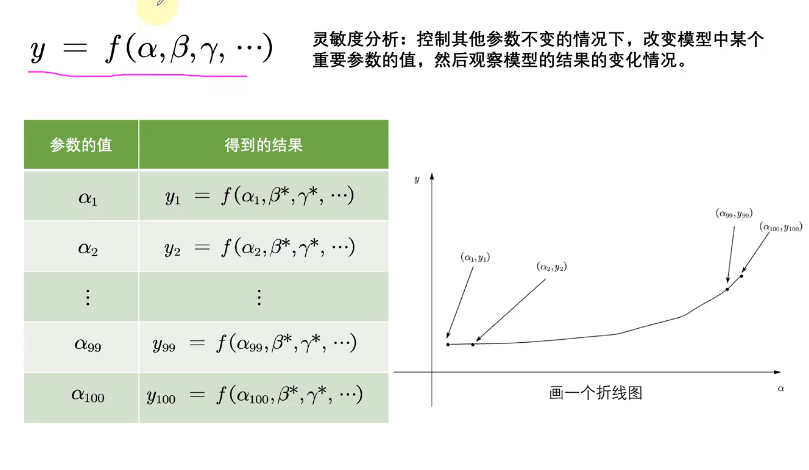 y = f(α, β, γ, ⋯)
灵敏度分析：控制其他参数不变的情况下，改变模型中某个
重要参数的值，然后观察模型的结果的变化情况。
参数的值 得到的结果
α₁ y₁ = f(α₁, β*, γ*, ⋯)
α₂ y₂ = f(α₂, β*, γ*, ⋯)
⋮ ⋮
α₉₉ y₉₉ = f(α₉₉, β*, γ*, ⋯)
α₁₀₀ y₁₀₀ = f(α₁₀₀, β*, γ*, ⋯)
y
(α₁,y₁)
(α₂,y₂)
(α₉₉,y₉₉)
(α₁₀₀,y₁₀₀)
α
画一个折线图